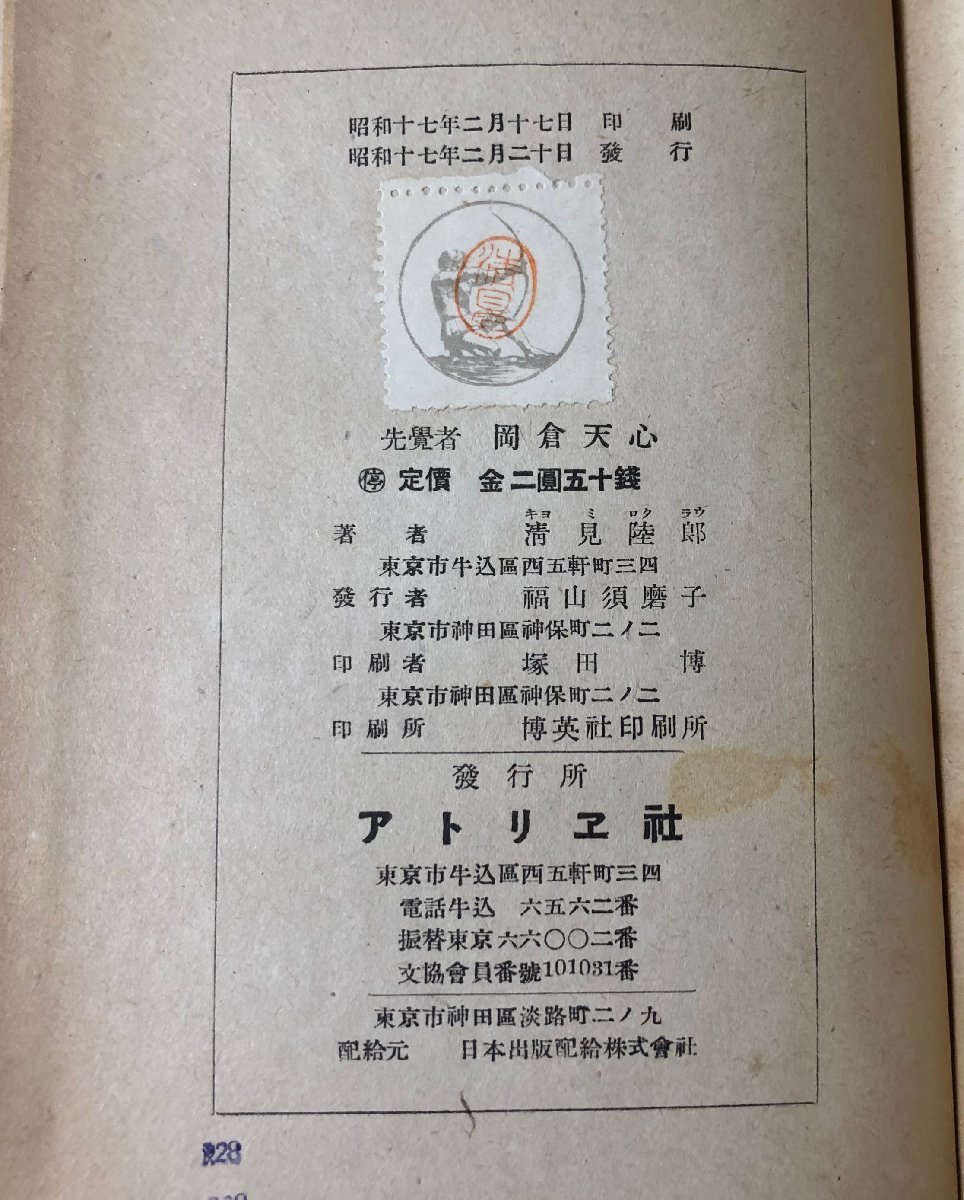 昭和十七年二月十七日 印刷
昭和十七年二月二十日 發行
清見
先覺者 岡倉天心
停 定價 金二圓五十錢
キヨ ミ ロク ラウ
著者 淸見陸郞
東京市牛込區西五軒町三四
發行者 福山須磨子
東京市神田區神保町二ノ二
印刷者 塚田博
東京市神田區神保町二ノ二
印刷所 博英社印刷所
發行所
アトリヱ社
東京市牛込區西五軒町三四
電話牛込 六五六二番
振替東京六六〇〇二番
文協會員番號101031番
東京市神田區淡路町二ノ九
配給元 日本出版配給株式會社